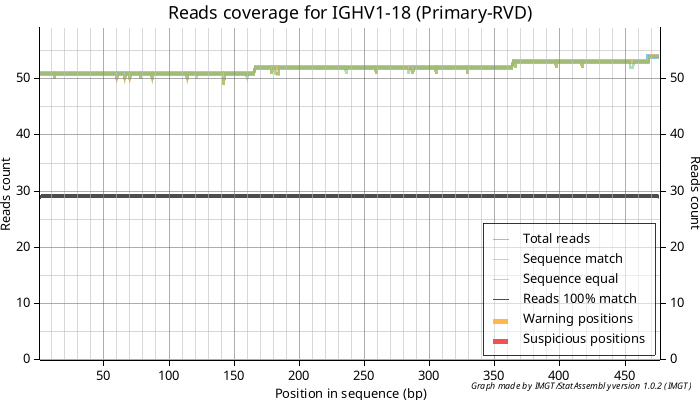 Reads coverage for IGHV1-18 (Primary-RVD)
Reads count
50
40
30
20
10
0
50
40
30
20
10
0
Reads count
Total reads
Sequence match
Sequence equal
Reads 100% match
Warning positions
Suspicious positions
50 100 150 200 250 300 350 400 450
Position in sequence (bp)
Graph made by IMGT/StatAssembly version 1.0.2 (IMGT)